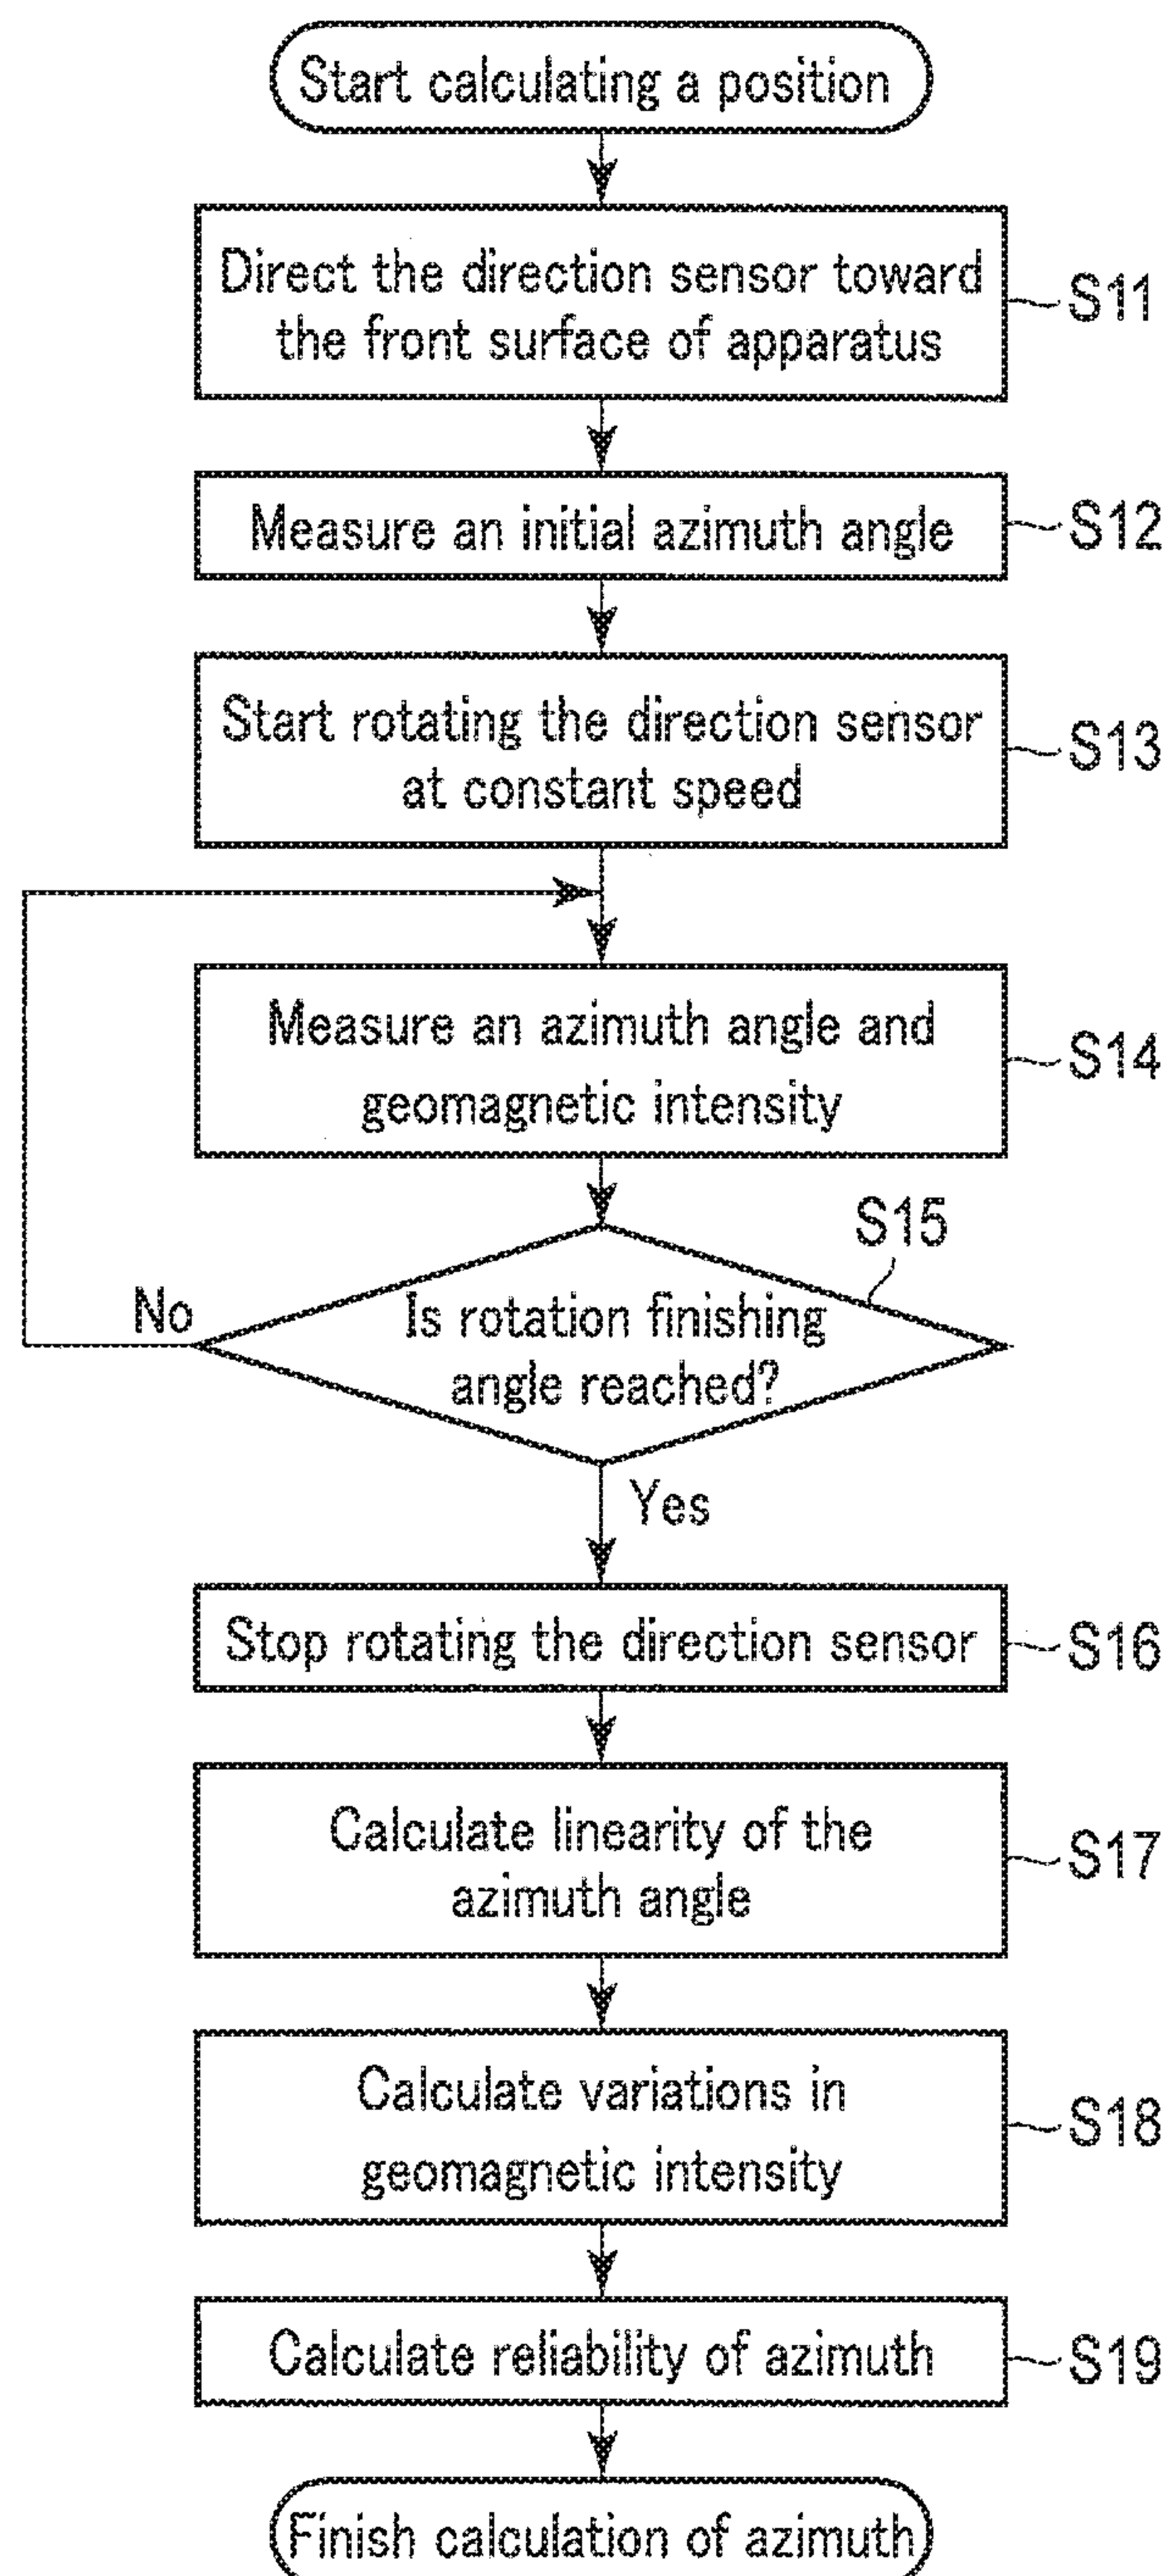 Start calculating a position
Direct the direction sensor toward
the front surface of apparatus
S11
Measure an initial azimuth angle
S12
Start rotating the direction sensor
at constant speed
S13
Measure an azimuth angle and
geomagnetic intensity
S14
S15
No
Is rotation finishing
angle reached?
Yes
Stop rotating the direction sensor
S16
Calculate linearity of the
azimuth angle
S17
Calculate variations in
geomagnetic intensity
S18
Calculate reliability of azimuth
S19
Finish calculation of azimuth